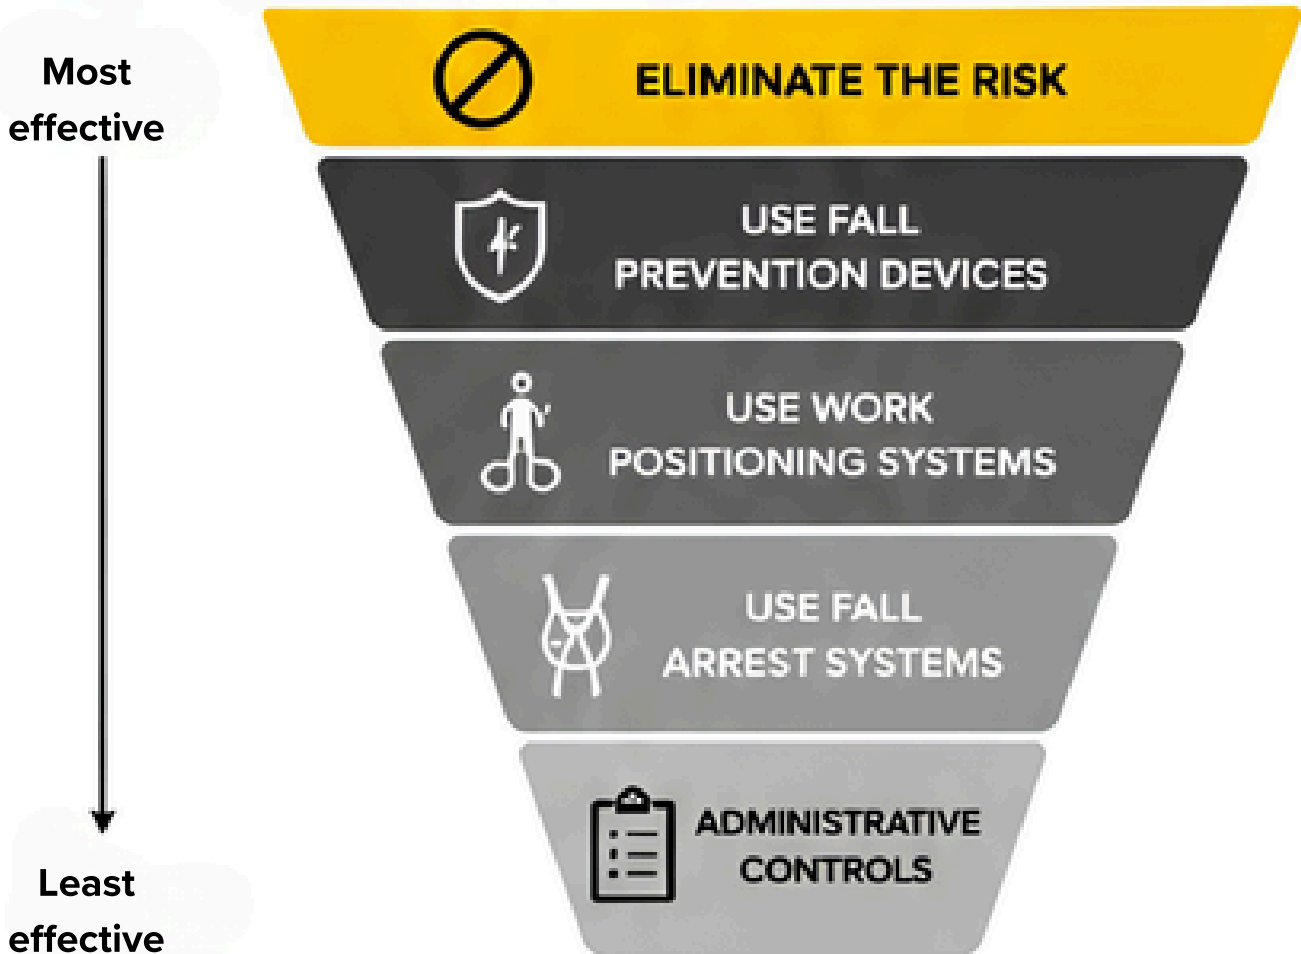 Most
effective
ELIMINATE THE RISK
USE FALL
PREVENTION DEVICES
USE WORK
POSITIONING SYSTEMS
USE FALL
ARREST SYSTEMS
ADMINISTRATIVE
CONTROLS
Least
effective